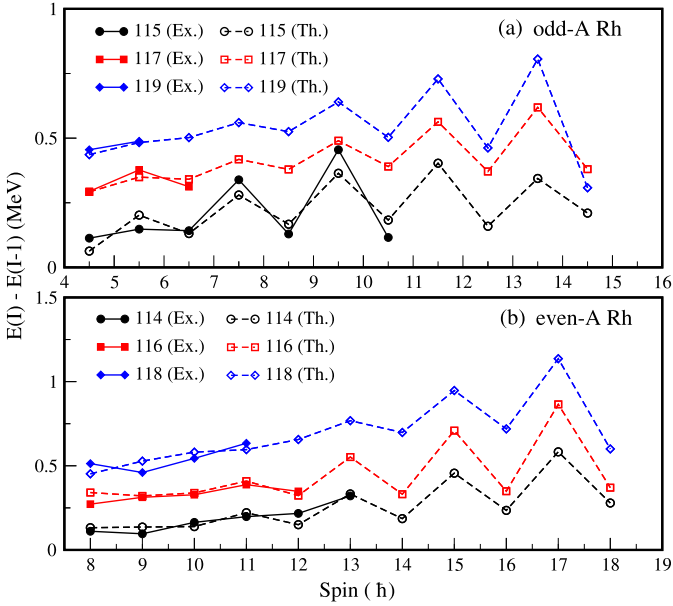 1
115 (Ex.) 115 (Th.) (a) odd-A Rh
117 (Ex.) 117 (Th.)
119 (Ex.) 119 (Th.)
0.5
0
4 5 6 7 8 9 10 11 12 13 14 15 16
E(I) - E(I-1) (MeV)
1.5
114 (Ex.) 114 (Th.) (b) even-A Rh
116 (Ex.) 116 (Th.)
118 (Ex.) 118 (Th.)
1
0.5
0
8 9 10 11 12 13 14 15 16 17 18 19
Spin ( ħ )